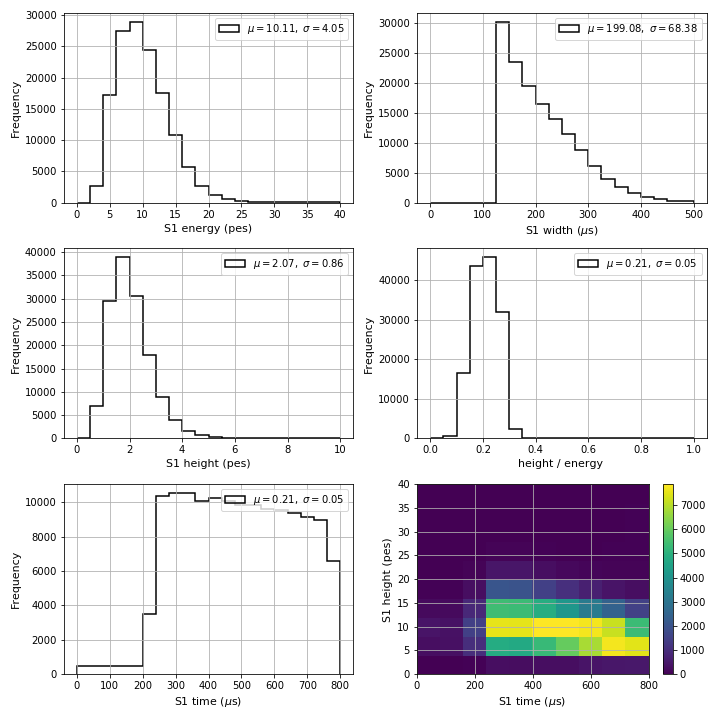 30000
25000
20000
15000
10000
5000
0
Frequency
0 5 10 15 20 25 30 35 40
S1 energy (pes)
μ = 10.11, σ = 4.05
30000
25000
20000
15000
10000
5000
0
Frequency
0 100 200 300 400 500
S1 width (μs)
μ = 199.08, σ = 68.38
40000
35000
30000
25000
20000
15000
10000
5000
0
Frequency
0 2 4 6 8 10
S1 height (pes)
μ = 2.07, σ = 0.86
40000
30000
20000
10000
0
Frequency
0.0 0.2 0.4 0.6 0.8 1.0
height / energy
μ = 0.21, σ = 0.05
10000
8000
6000
4000
2000
0
Frequency
0 100 200 300 400 500 600 700 800
S1 time (μs)
μ = 0.21, σ = 0.05
40
35
30
25
20
15
10
5
0
S1 height (pes)
0 200 400 600 800
S1 time (μs)
7000
6000
5000
4000
3000
2000
1000
0